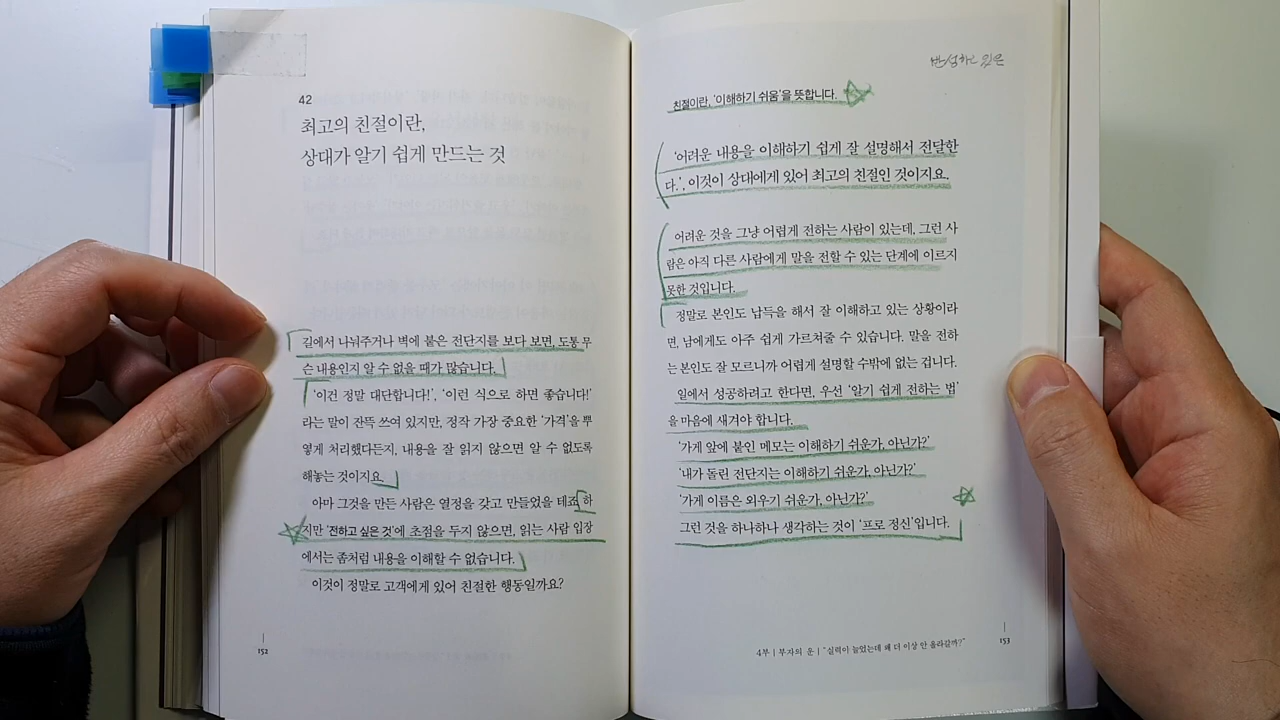 42
최고의 친절이란,
상대가 알기 쉽게 만드는 것
길에서 나눠주거나 벽에 붙은 전단지를 보다 보면, 도통 무
슨 내용인지 알 수 없을 때가 많습니다.
'이건 정말 대단합니다!', '이런 식으로 하면 좋습니다!'
라는 말이 잔뜩 쓰여 있지만, 정작 가장 중요한 '가격'을 뿌
옇게 처리했다든지, 내용을 잘 읽지 않으면 알 수 없도록
해놓는 것이지요.
아마 그것을 만든 사람은 열정을 갖고 만들었을 테죠. 하
지만 '전하고 싶은 것'에 초점을 두지 않으면, 읽는 사람 입장
에서는 좀처럼 내용을 이해할 수 없습니다.
이것이 정말로 고객에게 있어 친절한 행동일까요?
152
반성하고 있은
친절이란, '이해하기 쉬움'을 뜻합니다.
'어려운 내용을 이해하기 쉽게 잘 설명해서 전달한
다.', 이것이 상대에게 있어 최고의 친절인 것이지요.
어려운 것을 그냥 어렵게 전하는 사람이 있는데, 그런 사
람은 아직 다른 사람에게 말을 전할 수 있는 단계에 이르지
못한 것입니다.
정말로 본인도 납득을 해서 잘 이해하고 있는 상황이라
면, 남에게도 아주 쉽게 가르쳐줄 수 있습니다. 말을 전하
는 본인도 잘 모르니까 어렵게 설명할 수밖에 없는 겁니다.
일에서 성공하려고 한다면, 우선 '알기 쉽게 전하는 법'
을 마음에 새겨야 합니다.
'가게 앞에 붙인 메모는 이해하기 쉬운가, 아닌가?'
'내가 돌린 전단지는 이해하기 쉬운가, 아닌가?'
'가게 이름은 외우기 쉬운가, 아닌가?'
그런 것을 하나하나 생각하는 것이 '프로 정신'입니다.
4부 | 부자의 운 | "실력이 늘었는데 왜 더 이상 안 올라갈까?"
153